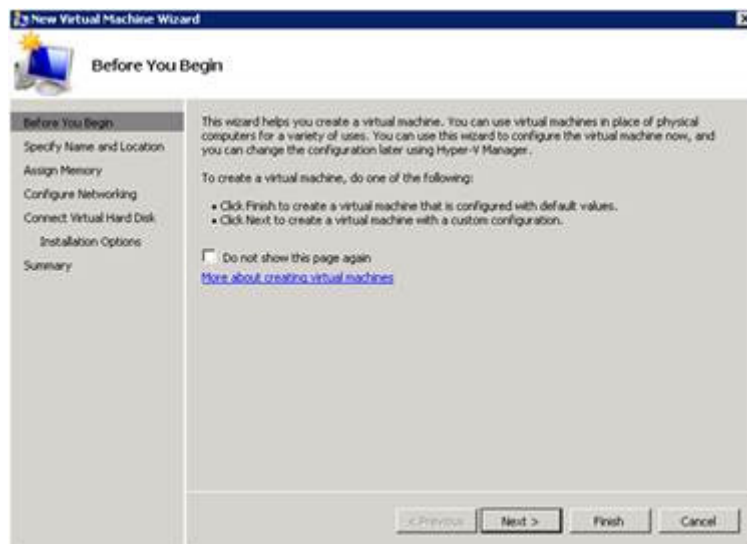 New Virtual Machine Wizard
Before You Begin
Before You Begin
Specify Name and Location
Assign Memory
Configure Networking
Connect Virtual Hard Disk
Installation Options
Summary
This wizard helps you create a virtual machine. You can use virtual machines in place of physical
computers for a variety of uses. You can use this wizard to configure the virtual machine now, and
you can change the configuration later using Hyper-V Manager.
To create a virtual machine, do one of the following:
• Click Finish to create a virtual machine that is configured with default values.
• Click Next to create a virtual machine with a custom configuration.
Do not show this page again
More about creating virtual machines
< Previous
Next >
Finish
Cancel